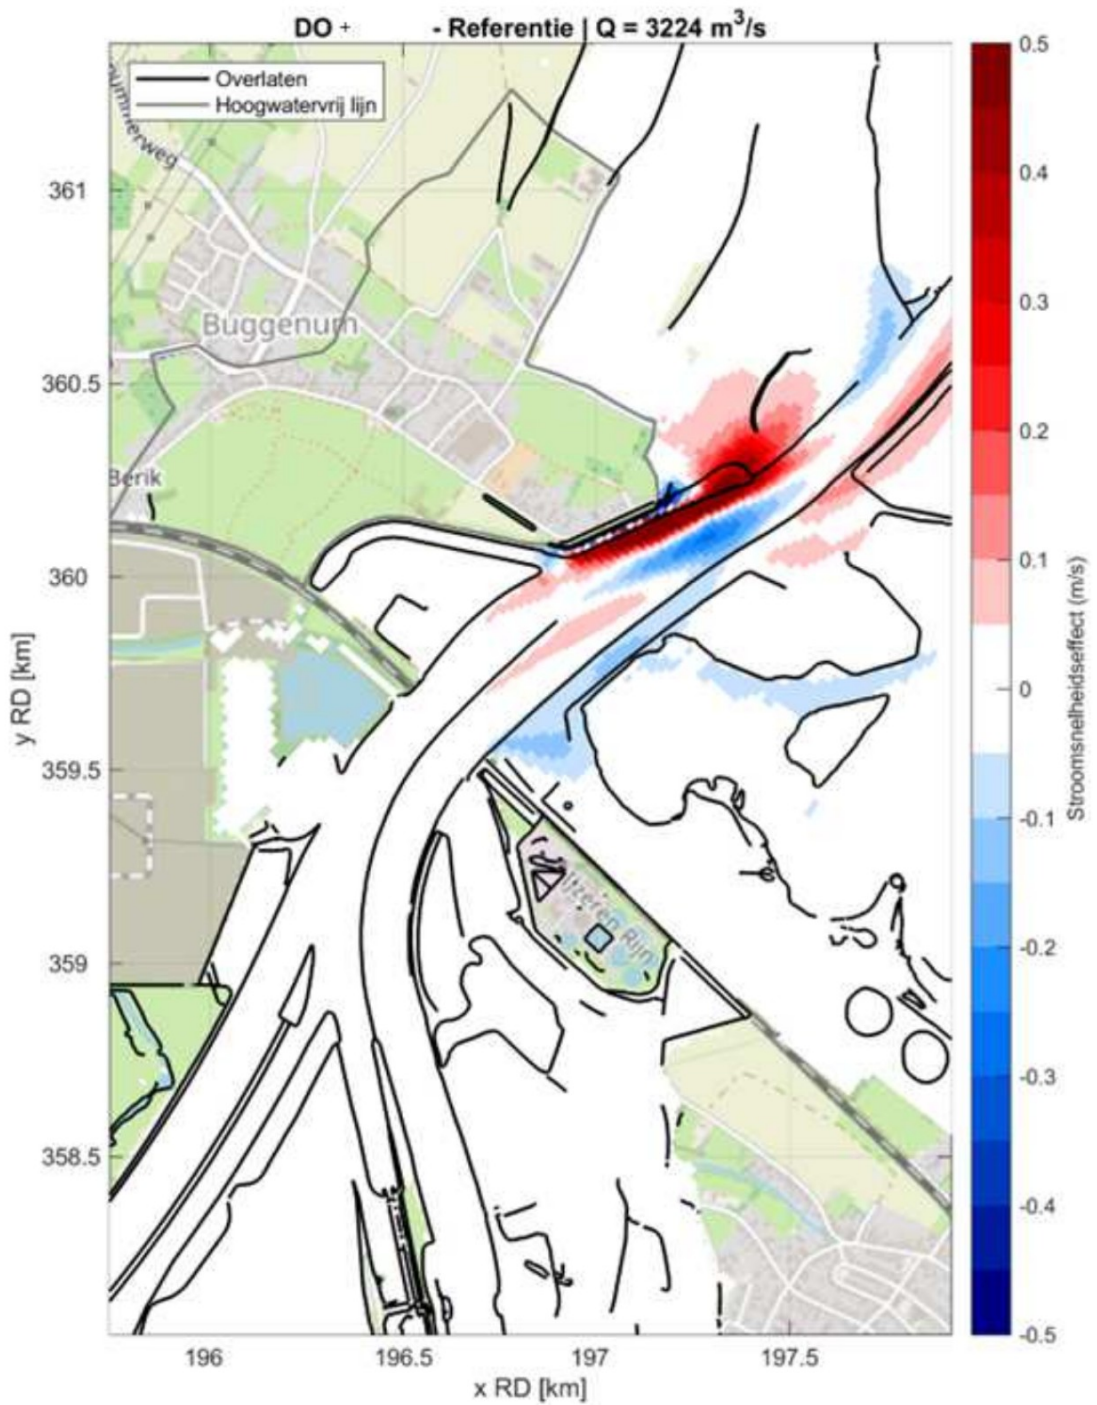 DO + - Referentie | Q = 3224 m³/s
Overlaten
Hoogwatervrij lijn
Buggenum
Berik
IJzeren Rijn
361
360.5
360
359.5
359
358.5
y RD [km]
196
196.5
197
197.5
x RD [km]
0.5
0.4
0.3
0.2
0.1
0
-0.1
-0.2
-0.3
-0.4
-0.5
Stroomsnelheidseffect (m/s)